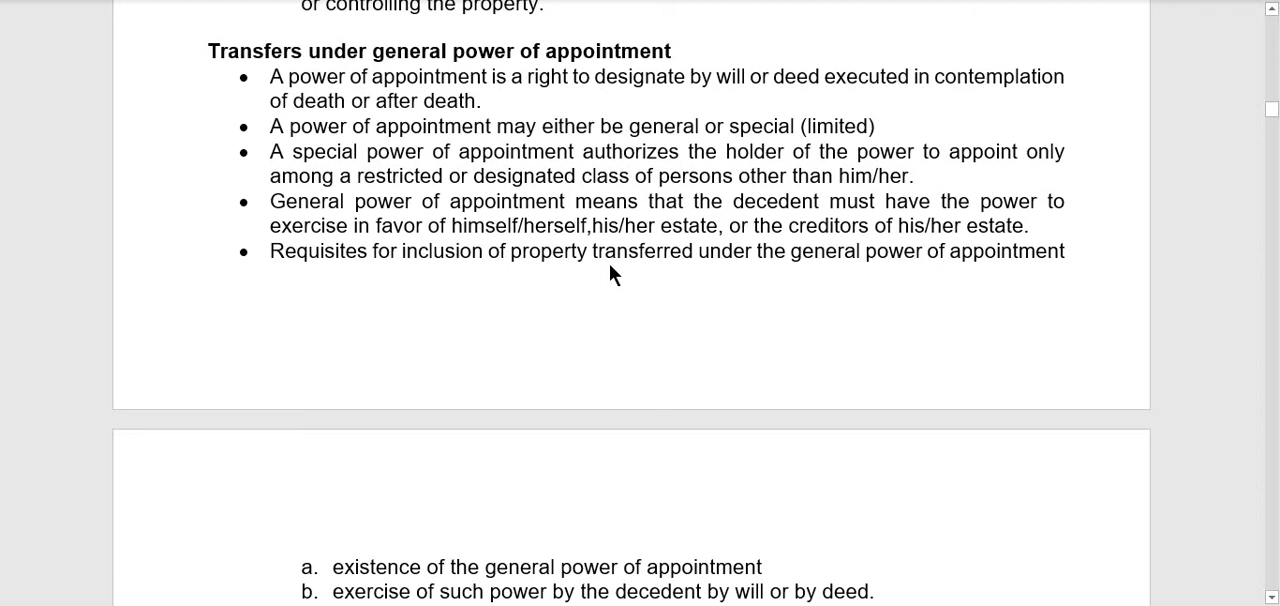 or controlling the property.
Transfers under general power of appointment
• A power of appointment is a right to designate by will or deed executed in contemplation
of death or after death.
• A power of appointment may either be general or special (limited)
• A special power of appointment authorizes the holder of the power to appoint only
among a restricted or designated class of persons other than him/her.
• General power of appointment means that the decedent must have the power to
exercise in favor of himself/herself,his/her estate, or the creditors of his/her estate.
• Requisites for inclusion of property transferred under the general power of appointment
a. existence of the general power of appointment
b. exercise of such power by the decedent by will or by deed.